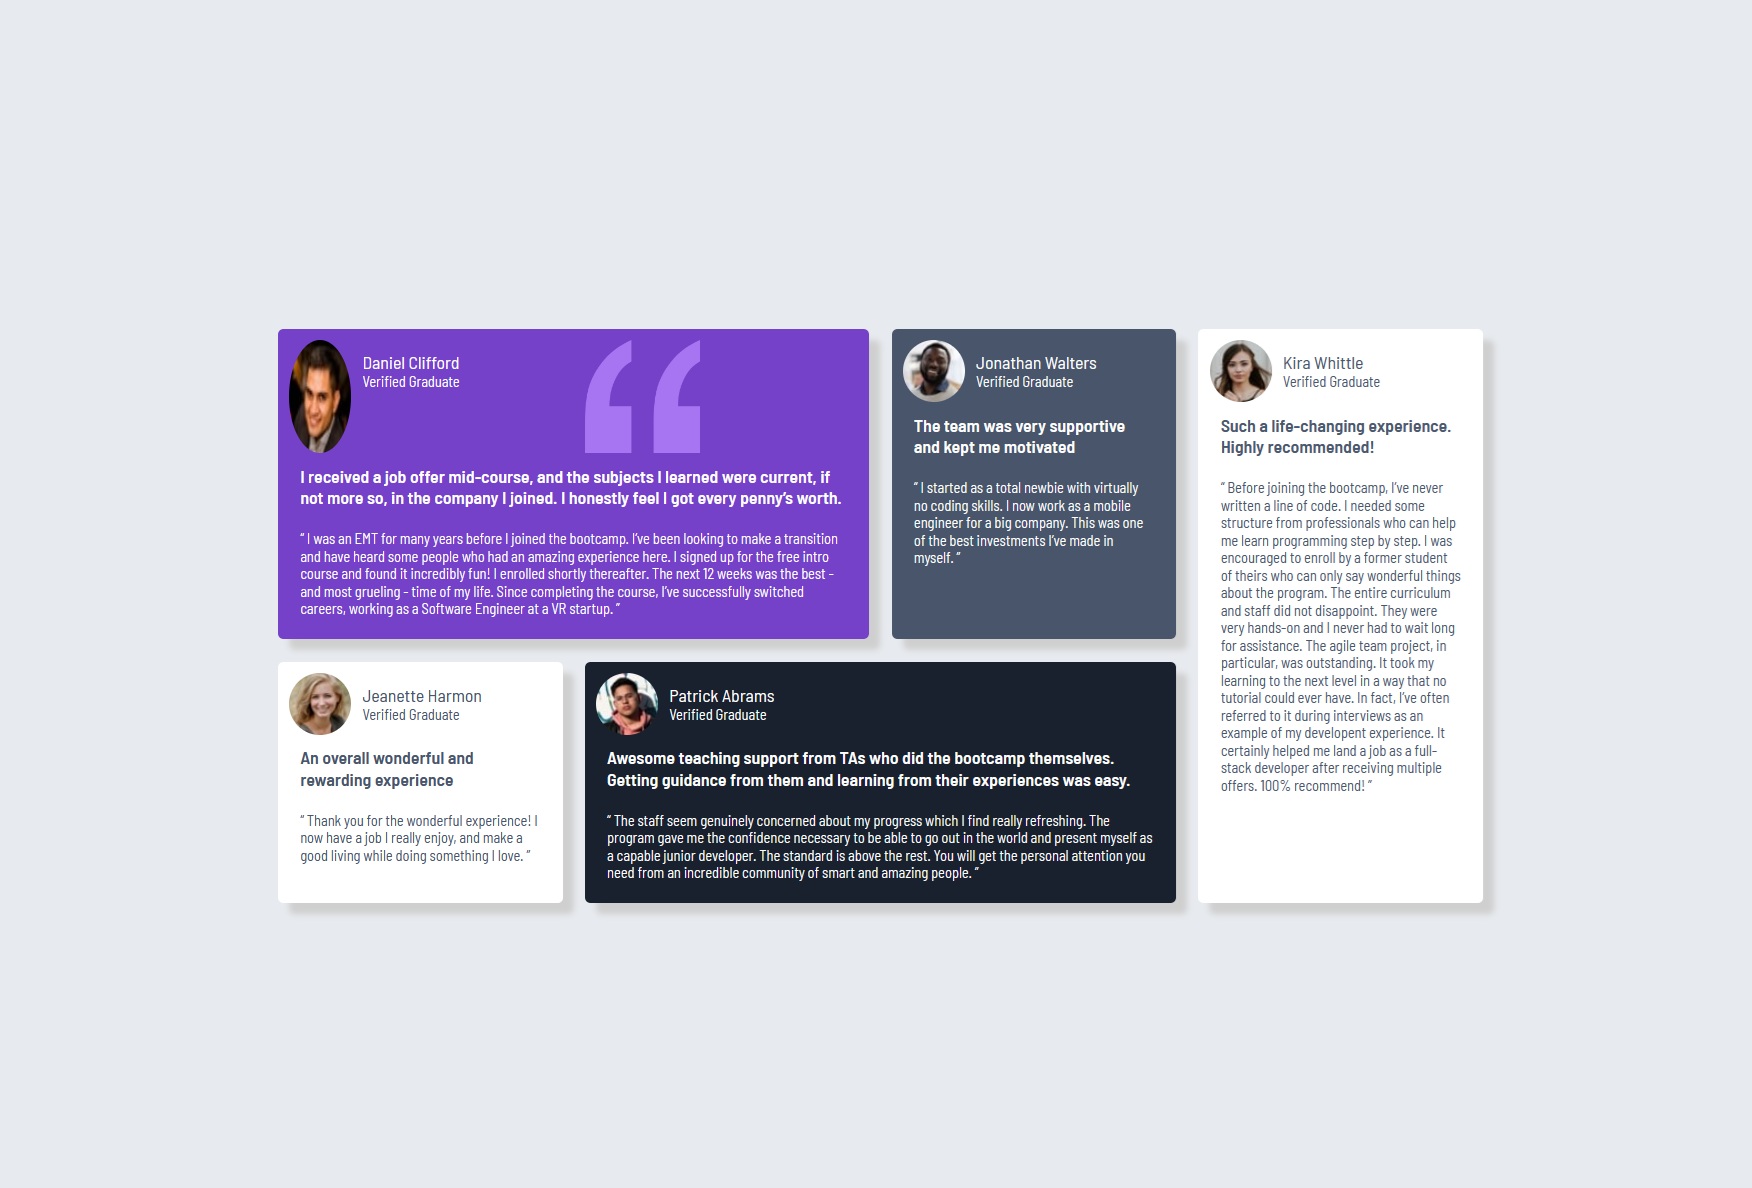 Daniel Clifford
Verified Graduate
“
I received a job offer mid-course, and the subjects I learned were current, if
not more so, in the company I joined. I honestly feel I got every penny’s worth.
“ I was an EMT for many years before I joined the bootcamp. I’ve been looking to make a transition
and have heard some people who had an amazing experience here. I signed up for the free intro
course and found it incredibly fun! I enrolled shortly thereafter. The next 12 weeks was the best -
and most grueling - time of my life. Since completing the course, I’ve successfully switched
careers, working as a Software Engineer at a VR startup. ”
Jonathan Walters
Verified Graduate
The team was very supportive
and kept me motivated
“ I started as a total newbie with virtually
no coding skills. I now work as a mobile
engineer for a big company. This was one
of the best investments I’ve made in
myself. ”
Kira Whittle
Verified Graduate
Such a life-changing experience.
Highly recommended!
“ Before joining the bootcamp, I’ve never
written a line of code. I needed some
structure from professionals who can help
me learn programming step by step. I was
encouraged to enroll by a former student
of theirs who can only say wonderful things
about the program. The entire curriculum
and staff did not disappoint. They were
very hands-on and I never had to wait long
for assistance. The agile team project, in
particular, was outstanding. It took my
learning to the next level in a way that no
tutorial could ever have. In fact, I’ve often
referred to it during interviews as an
example of my developent experience. It
certainly helped me land a job as a full-
stack developer after receiving multiple
offers. 100% recommend! ”
Jeanette Harmon
Verified Graduate
An overall wonderful and
rewarding experience
“ Thank you for the wonderful experience! I
now have a job I really enjoy, and make a
good living while doing something I love. ”
Patrick Abrams
Verified Graduate
Awesome teaching support from TAs who did the bootcamp themselves.
Getting guidance from them and learning from their experiences was easy.
“ The staff seem genuinely concerned about my progress which I find really refreshing. The
program gave me the confidence necessary to be able to go out in the world and present myself as
a capable junior developer. The standard is above the rest. You will get the personal attention you
need from an incredible community of smart and amazing people. ”